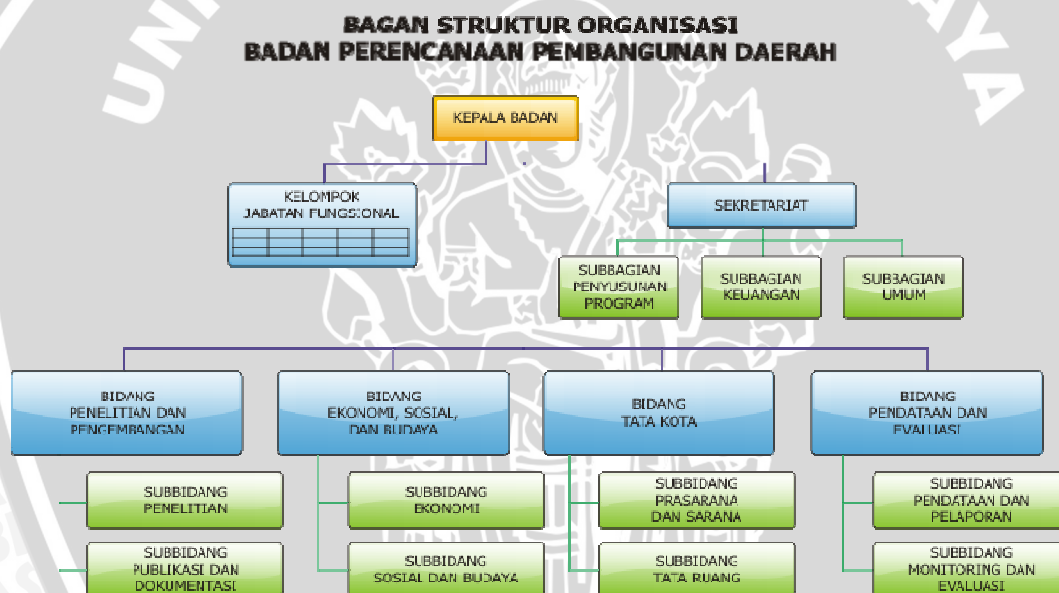 BAGAN STRUKTUR ORGANISASI
BADAN PERENCANAAN PEMBANGUNAN DAERAH
KEPALA BADAN
KELOMPOK
JABATAN FUNGSIONAL
SEKRETARIAT
SUBBAGIAN
PENYUSUNAN
PROGRAM
SUBBAGIAN
KEUANGAN
SUBBAGIAN
UMUM
BIDANG
PENELITIAN DAN
PENGEMBANGAN
BIDANG
EKONOMI, SOSIAL,
DAN BUDAYA
BIDANG
TATA KOTA
BIDANG
PENDATAAN DAN
EVALUASI
SUBBIDANG
PENELITIAN
SUBBIDANG
EKONOMI
SUBBIDANG
PRASARANA
DAN SARANA
SUBBIDANG
PENDATAAN DAN
PELAPORAN
SUBBIDANG
PUBLIKASI DAN
DOKUMENTASI
SUBBIDANG
SOSIAL DAN BUDAYA
SUBBIDANG
TATA RUANG
SUBBIDANG
MONITORING DAN
EVALUASI